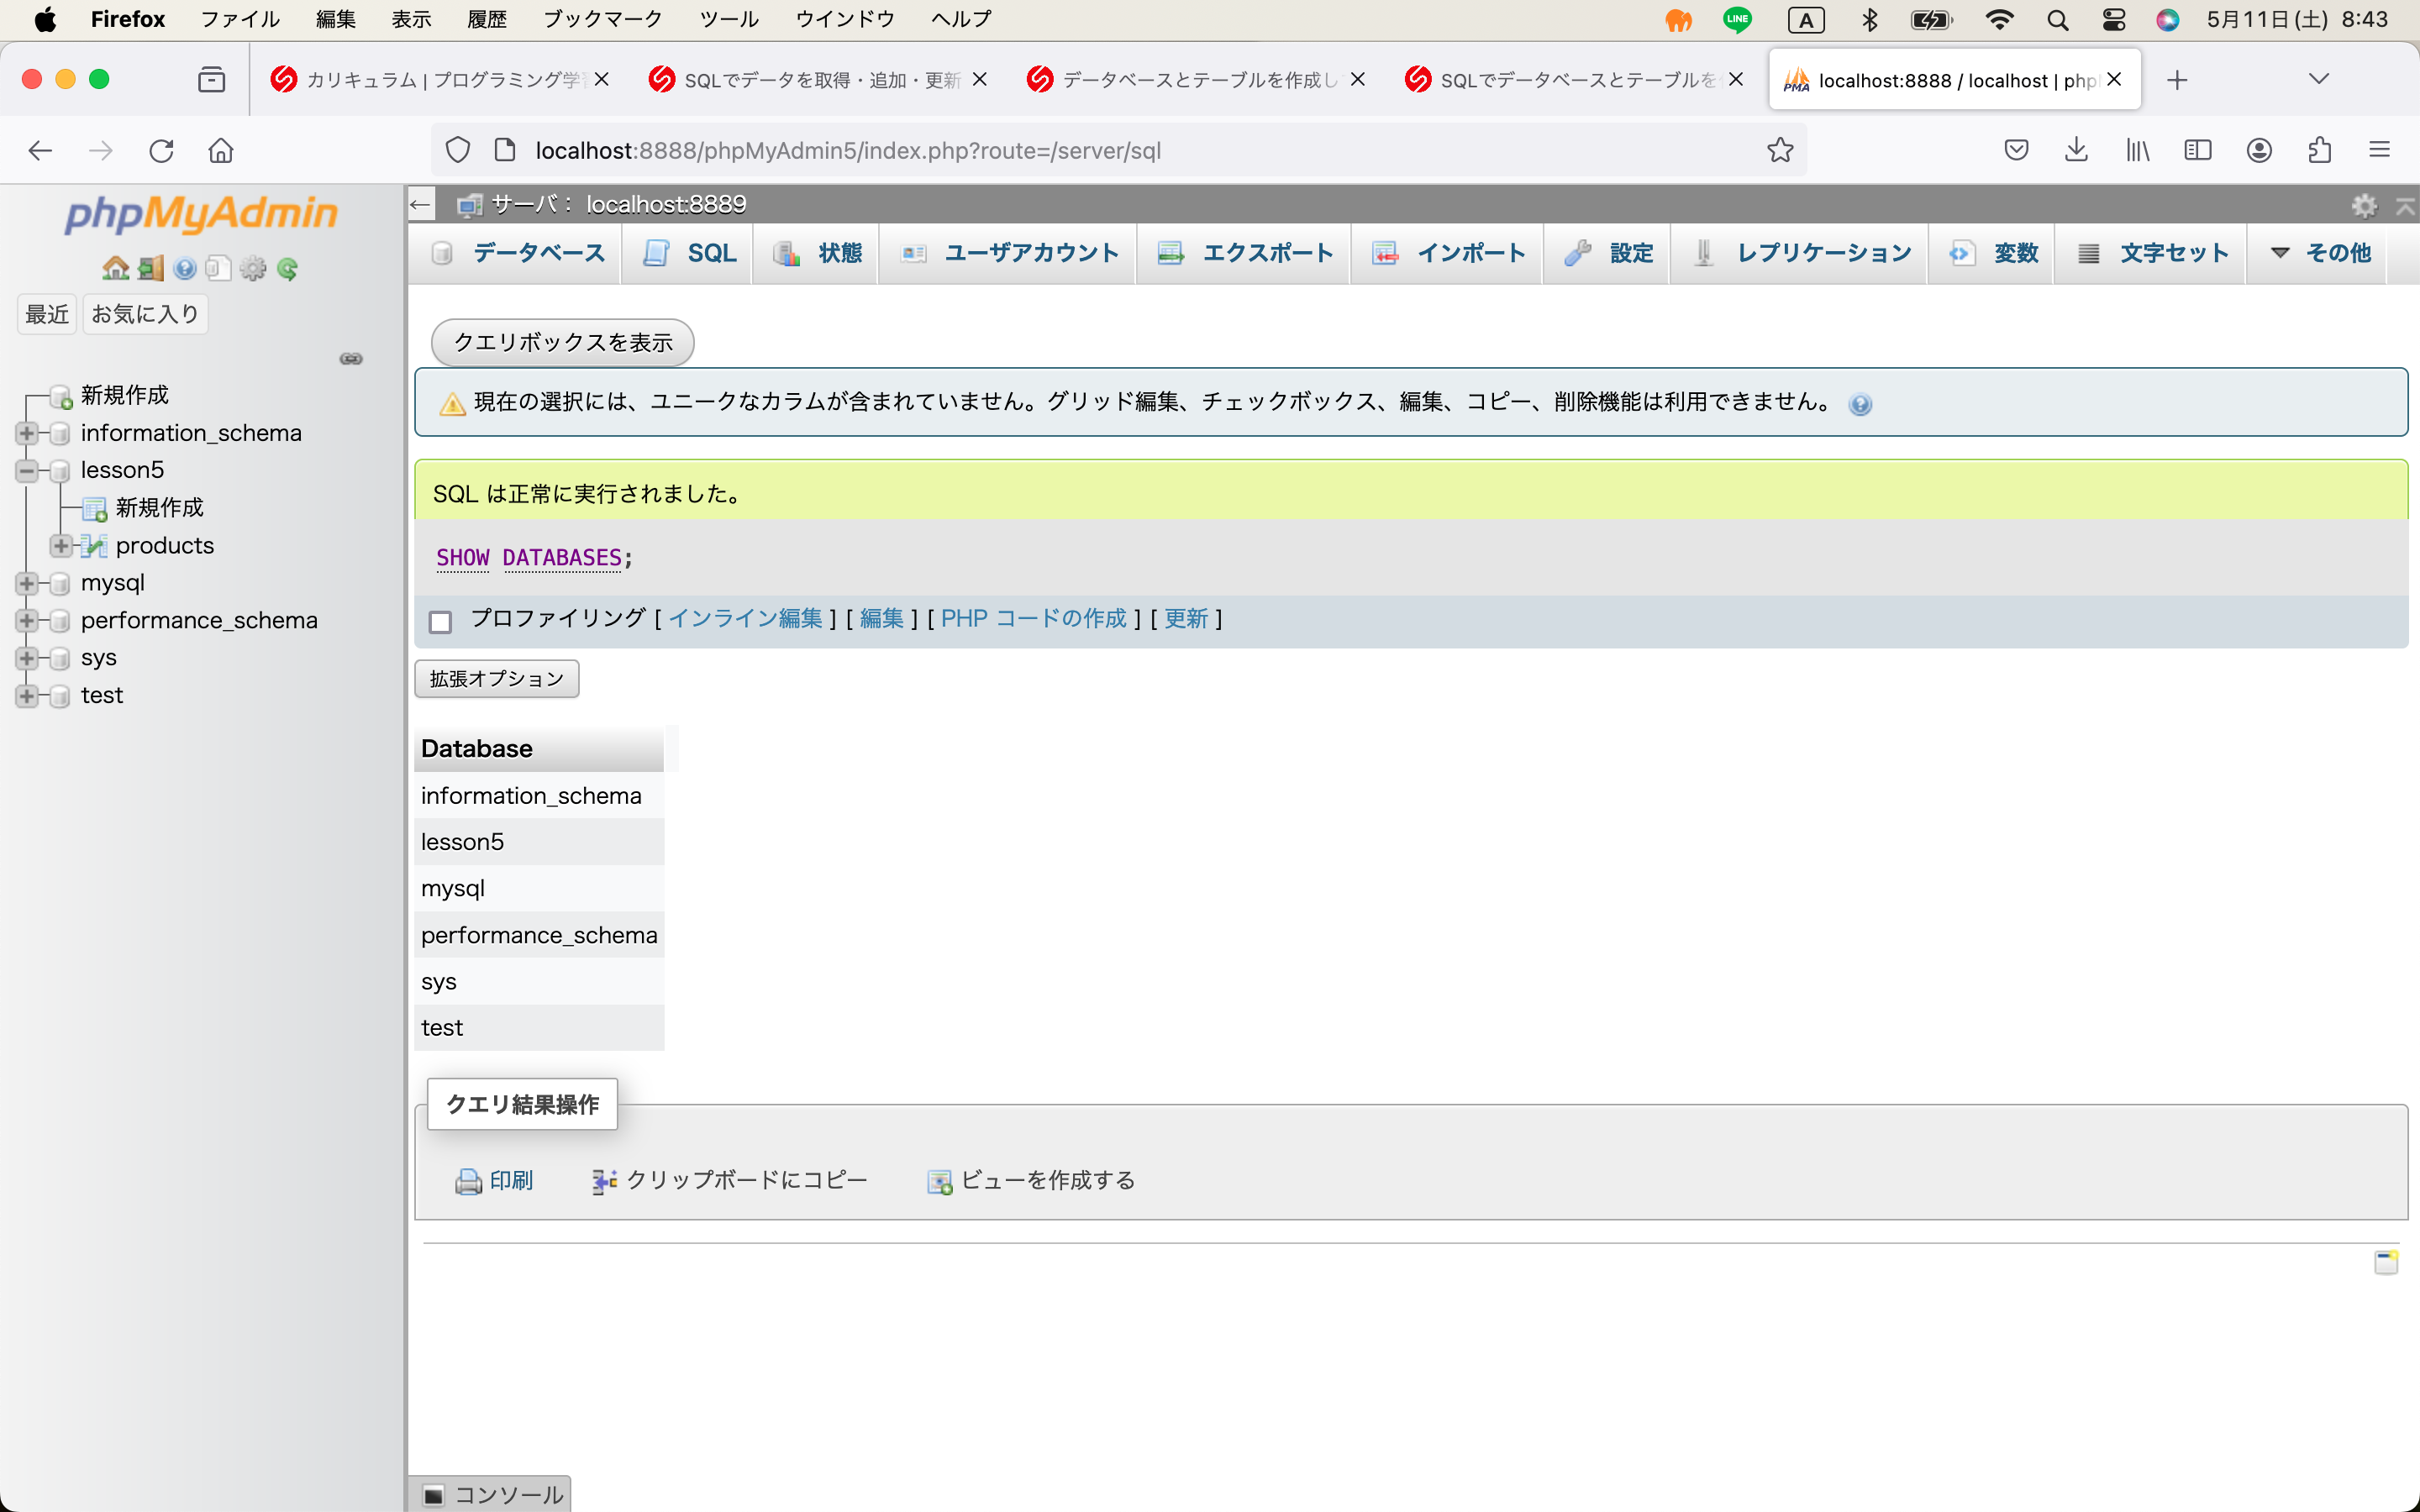 Firefox ファイル 編集 表示 履歴 ブックマーク ツール ウインドウ ヘルプ LINE A 5月11日(土) 8:43
カリキュラム | プログラミング学 SQLでデータを取得・追加・更新 データベースとテーブルを作成し SQLでデータベースとテーブルを PMA localhost:8888 / localhost | php
localhost:8888/phpMyAdmin5/index.php?route=/server/sql
phpMyAdmin
最近 お気に入り
新規作成
information_schema
lesson5
新規作成
products
mysql
performance_schema
sys
test
サーバ: localhost:8889
データベース SQL 状態 ユーザアカウント エクスポート インポート 設定 レプリケーション 変数 文字セット その他
クエリボックスを表示
現在の選択には、ユニークなカラムが含まれていません。グリッド編集、チェックボックス、編集、コピー、削除機能は利用できません。
SQL は正常に実行されました。
SHOW DATABASES;
プロファイリング [ インライン編集 ] [ 編集 ] [ PHP コードの作成 ] [ 更新 ]
拡張オプション
Database
information_schema
lesson5
mysql
performance_schema
sys
test
クエリ結果操作
印刷 クリップボードにコピー ビューを作成する
コンソール